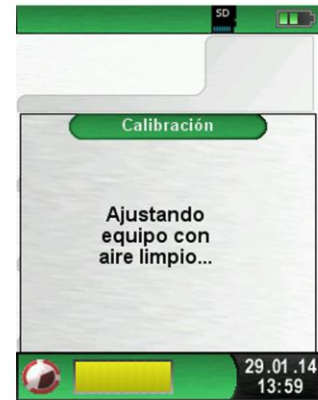 SD
Calibración
Ajustando
equipo con
aire limpio...
29.01.14
13:59